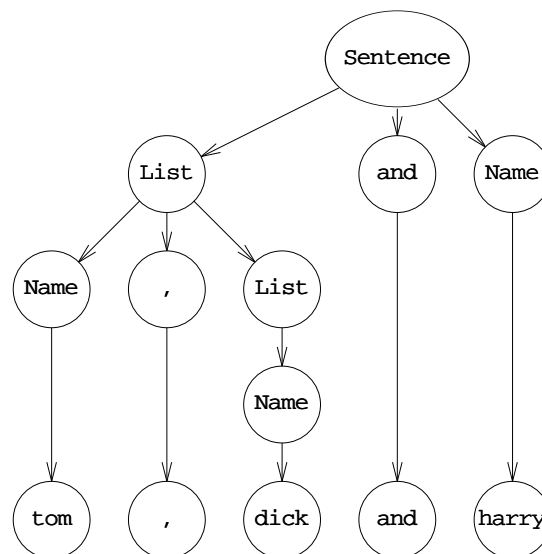 Sentence
List and Name
Name , List
Name
tom , dick and harry